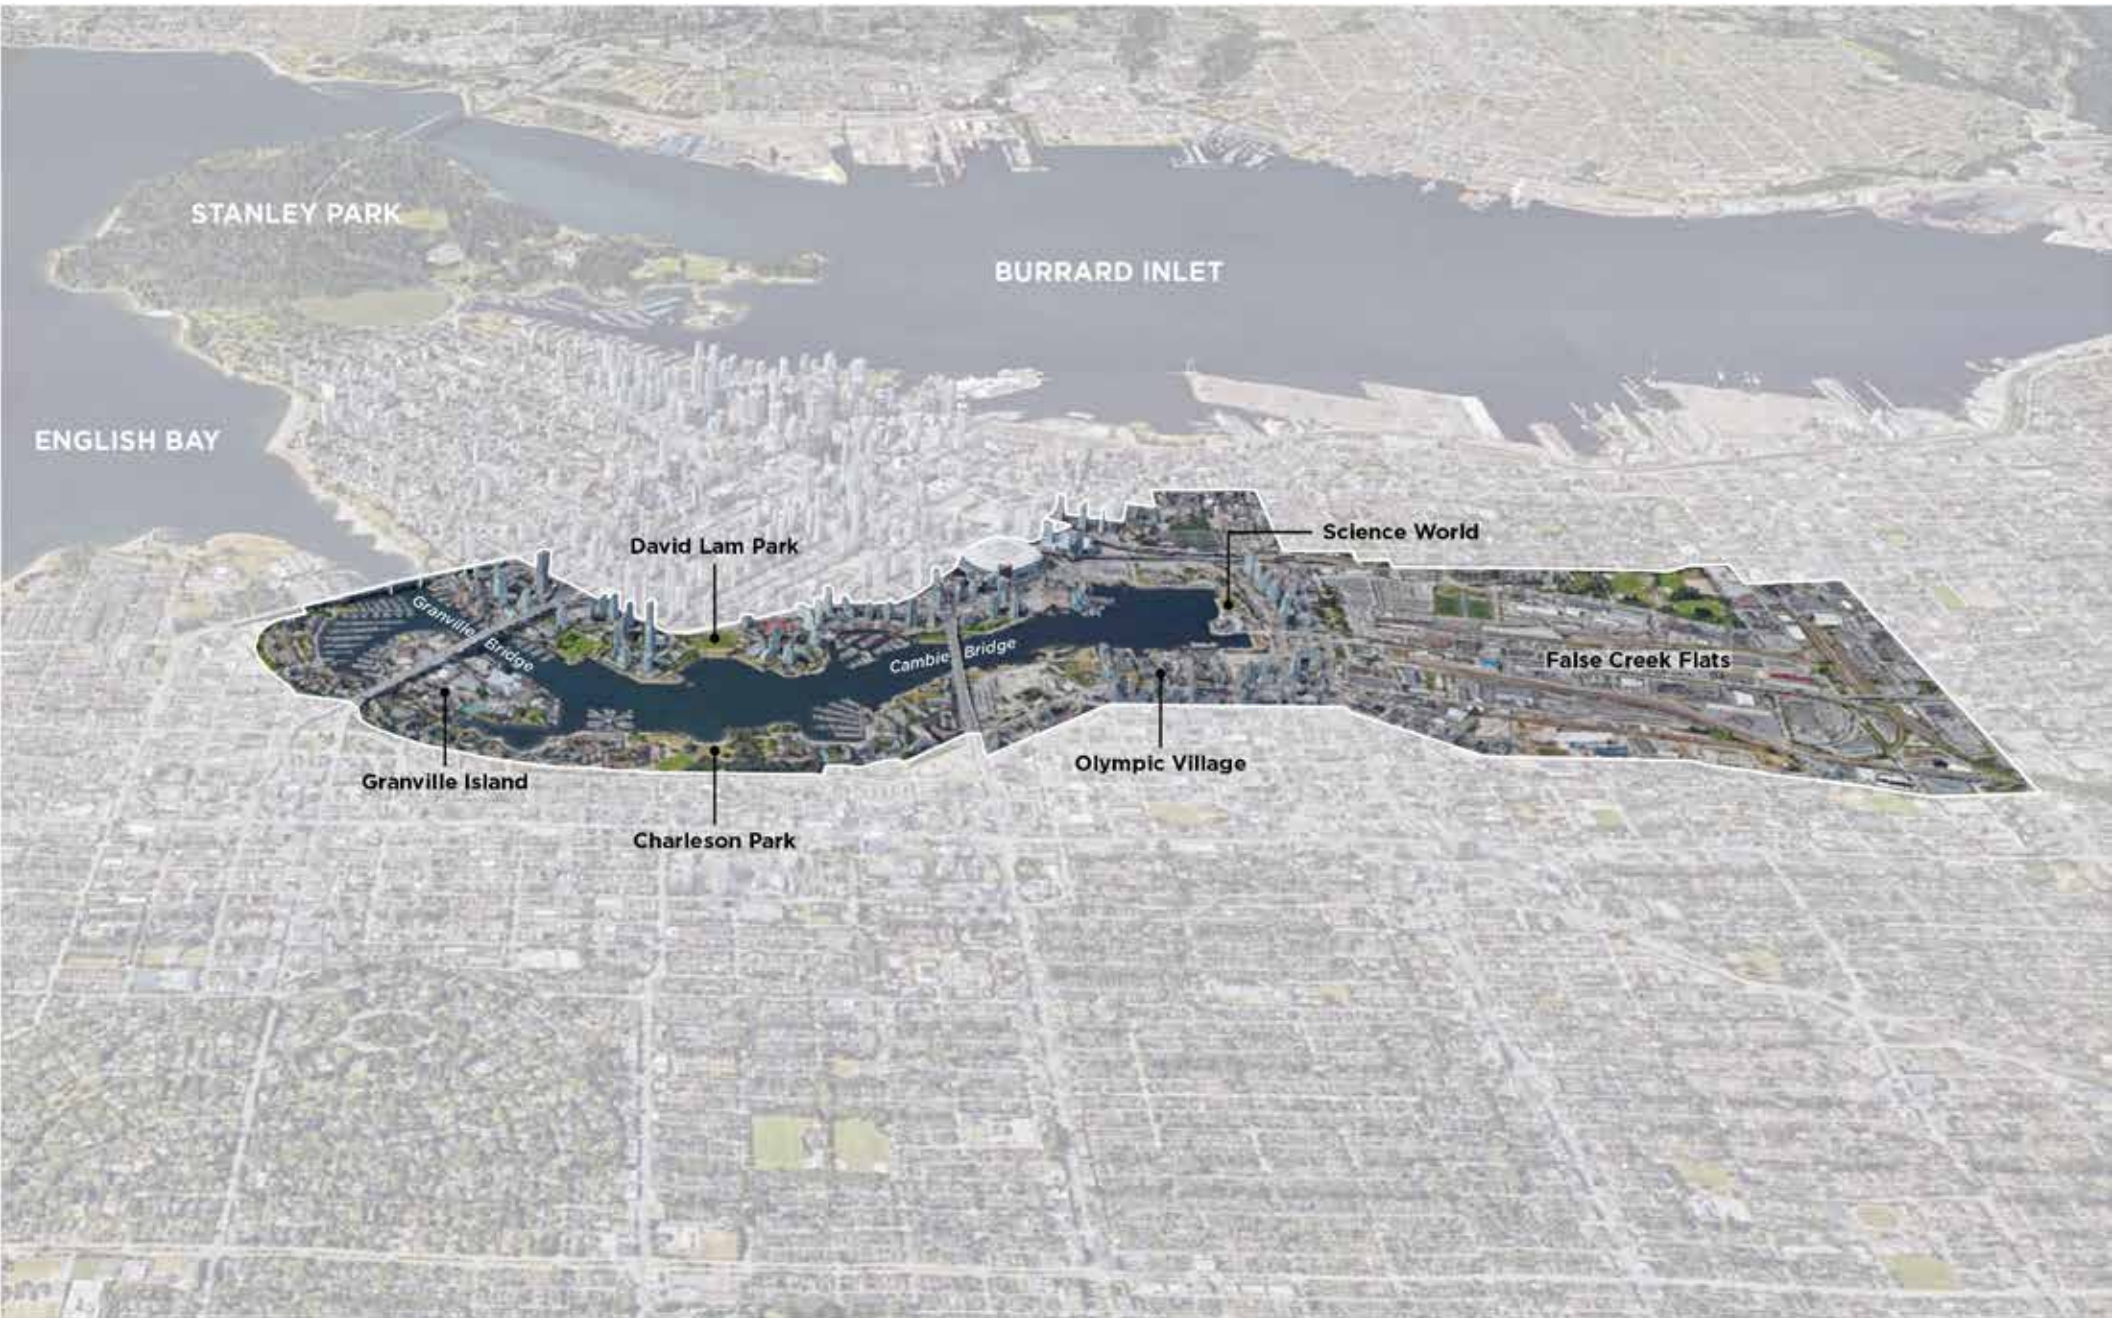 STANLEY PARK
BURRARD INLET
ENGLISH BAY
Science World
David Lam Park
Granville Bridge
Cambie Bridge
False Creek Flats
Olympic Village
Granville Island
Charleson Park